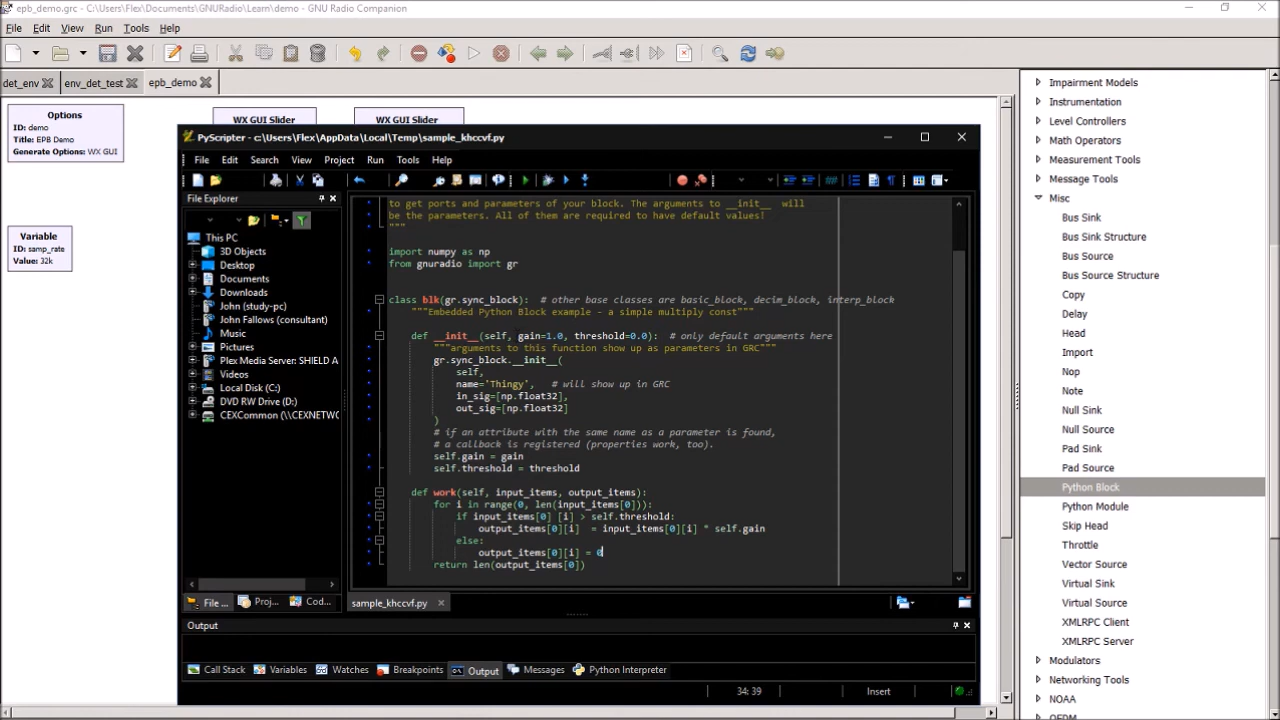 epb_demo.grc - C:\Users\Flex\Documents\GNURadio\Learn\demo - GNU Radio Companion
File Edit View Run Tools Help
det_env env_det_test epb_demo
Options
ID: demo
Title: EPB Demo
Generate Options: WX GUI
WX GUI Slider WX GUI Slider
Variable
ID: samp_rate
Value: 32k
PyScripter - c:\Users\Flex\AppData\Local\Temp\sample_khccvf.py
File Edit Search View Project Run Tools Help
File Explorer
This PC
3D Objects
Desktop
Documents
Downloads
John (study-pc)
John Fallows (consultant)
Music
Pictures
Plex Media Server: SHIELD A
Videos
Local Disk (C:)
DVD RW Drive (D:)
CEXCommon (\\CEXNETWO
File ... Proj... Cod...
to get ports and parameters of your block. The arguments to __init__ will
be the parameters. All of them are required to have default values!
"""
import numpy as np
from gnuradio import gr
class blk(gr.sync_block): # other base classes are basic_block, decim_block, interp_block
"""Embedded Python Block example - a simple multiply const"""
def __init__(self, gain=1.0, threshold=0.0): # only default arguments here
"""arguments to this function show up as parameters in GRC"""
gr.sync_block.__init__(
self,
name='Thingy', # will show up in GRC
in_sig=[np.float32],
out_sig=[np.float32]
)
# if an attribute with the same name as a parameter is found,
# a callback is registered (properties work, too).
self.gain = gain
self.threshold = threshold
def work(self, input_items, output_items):
for i in range(0, len(input_items[0])):
if input_items[0] [i] > self.threshold:
output_items[0][i] = input_items[0][i] * self.gain
else:
output_items[0][i] = 0
return len(output_items[0])
sample_khccvf.py
Output
Call Stack Variables Watches Breakpoints Output Messages Python Interpreter
34: 39 Insert
Impairment Models
Instrumentation
Level Controllers
Math Operators
Measurement Tools
Message Tools
Misc
Bus Sink
Bus Sink Structure
Bus Source
Bus Source Structure
Copy
Delay
Head
Import
Nop
Note
Null Sink
Null Source
Pad Sink
Pad Source
Python Block
Python Module
Skip Head
Throttle
Vector Source
Virtual Sink
Virtual Source
XMLRPC Client
XMLRPC Server
Modulators
Networking Tools
NOAA
OFDM